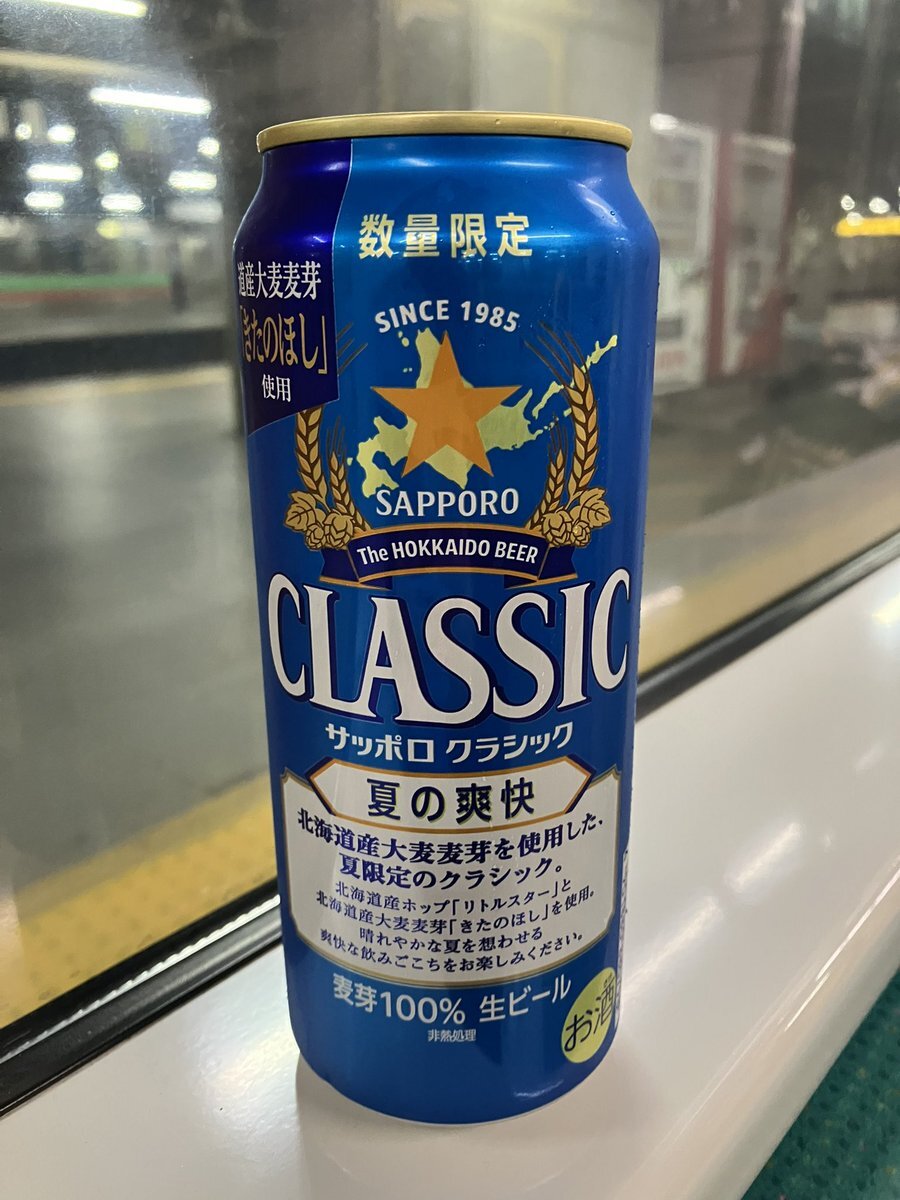 数量限定
道産大麦麦芽
「きたのほし」
使用
SINCE 1985
SAPPORO
The HOKKAIDO BEER
CLASSIC
サッポロ クラシック
夏の爽快
北海道産大麦麦芽を使用した、
夏限定のクラシック。
北海道産ホップ「リトルスター」と
北海道産大麦麦芽「きたのほし」を使用。
晴れやかな夏を想わせる
爽快な飲みごこちをお楽しみください。
麦芽100% 生ビール
非熱処理
お酒